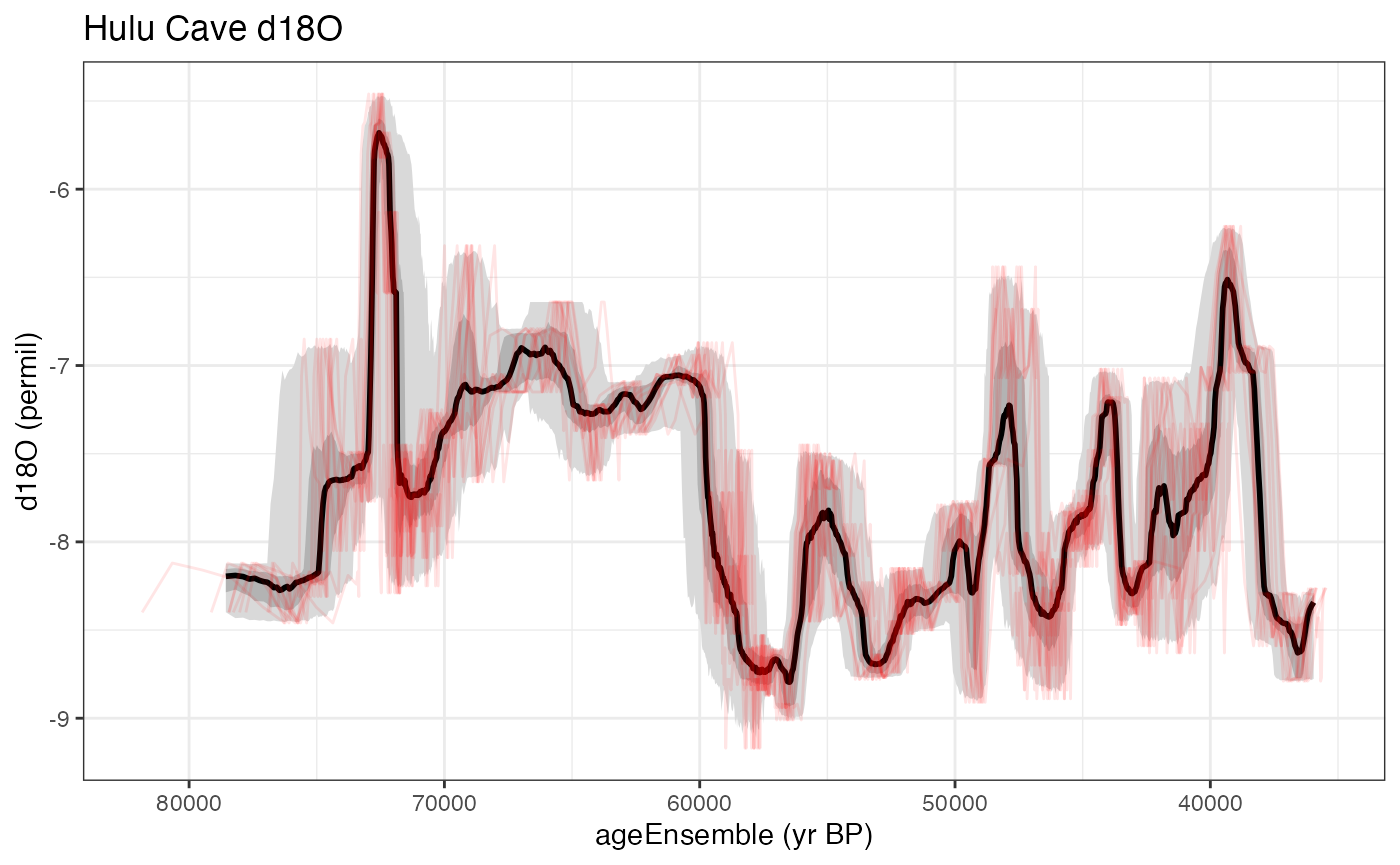 Hulu Cave d18O
d18O (permil)
-6
-7
-8
-9
80000 70000 60000 50000 40000
ageEnsemble (yr BP)